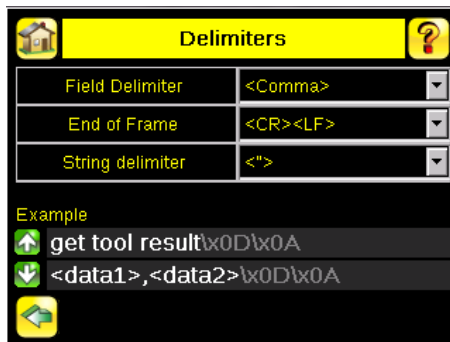 Delimiters
Field Delimiter <Comma>
End of Frame <CR><LF>
String delimiter <">
Example
get tool result\x0D\x0A
<data1>,<data2>\x0D\x0A